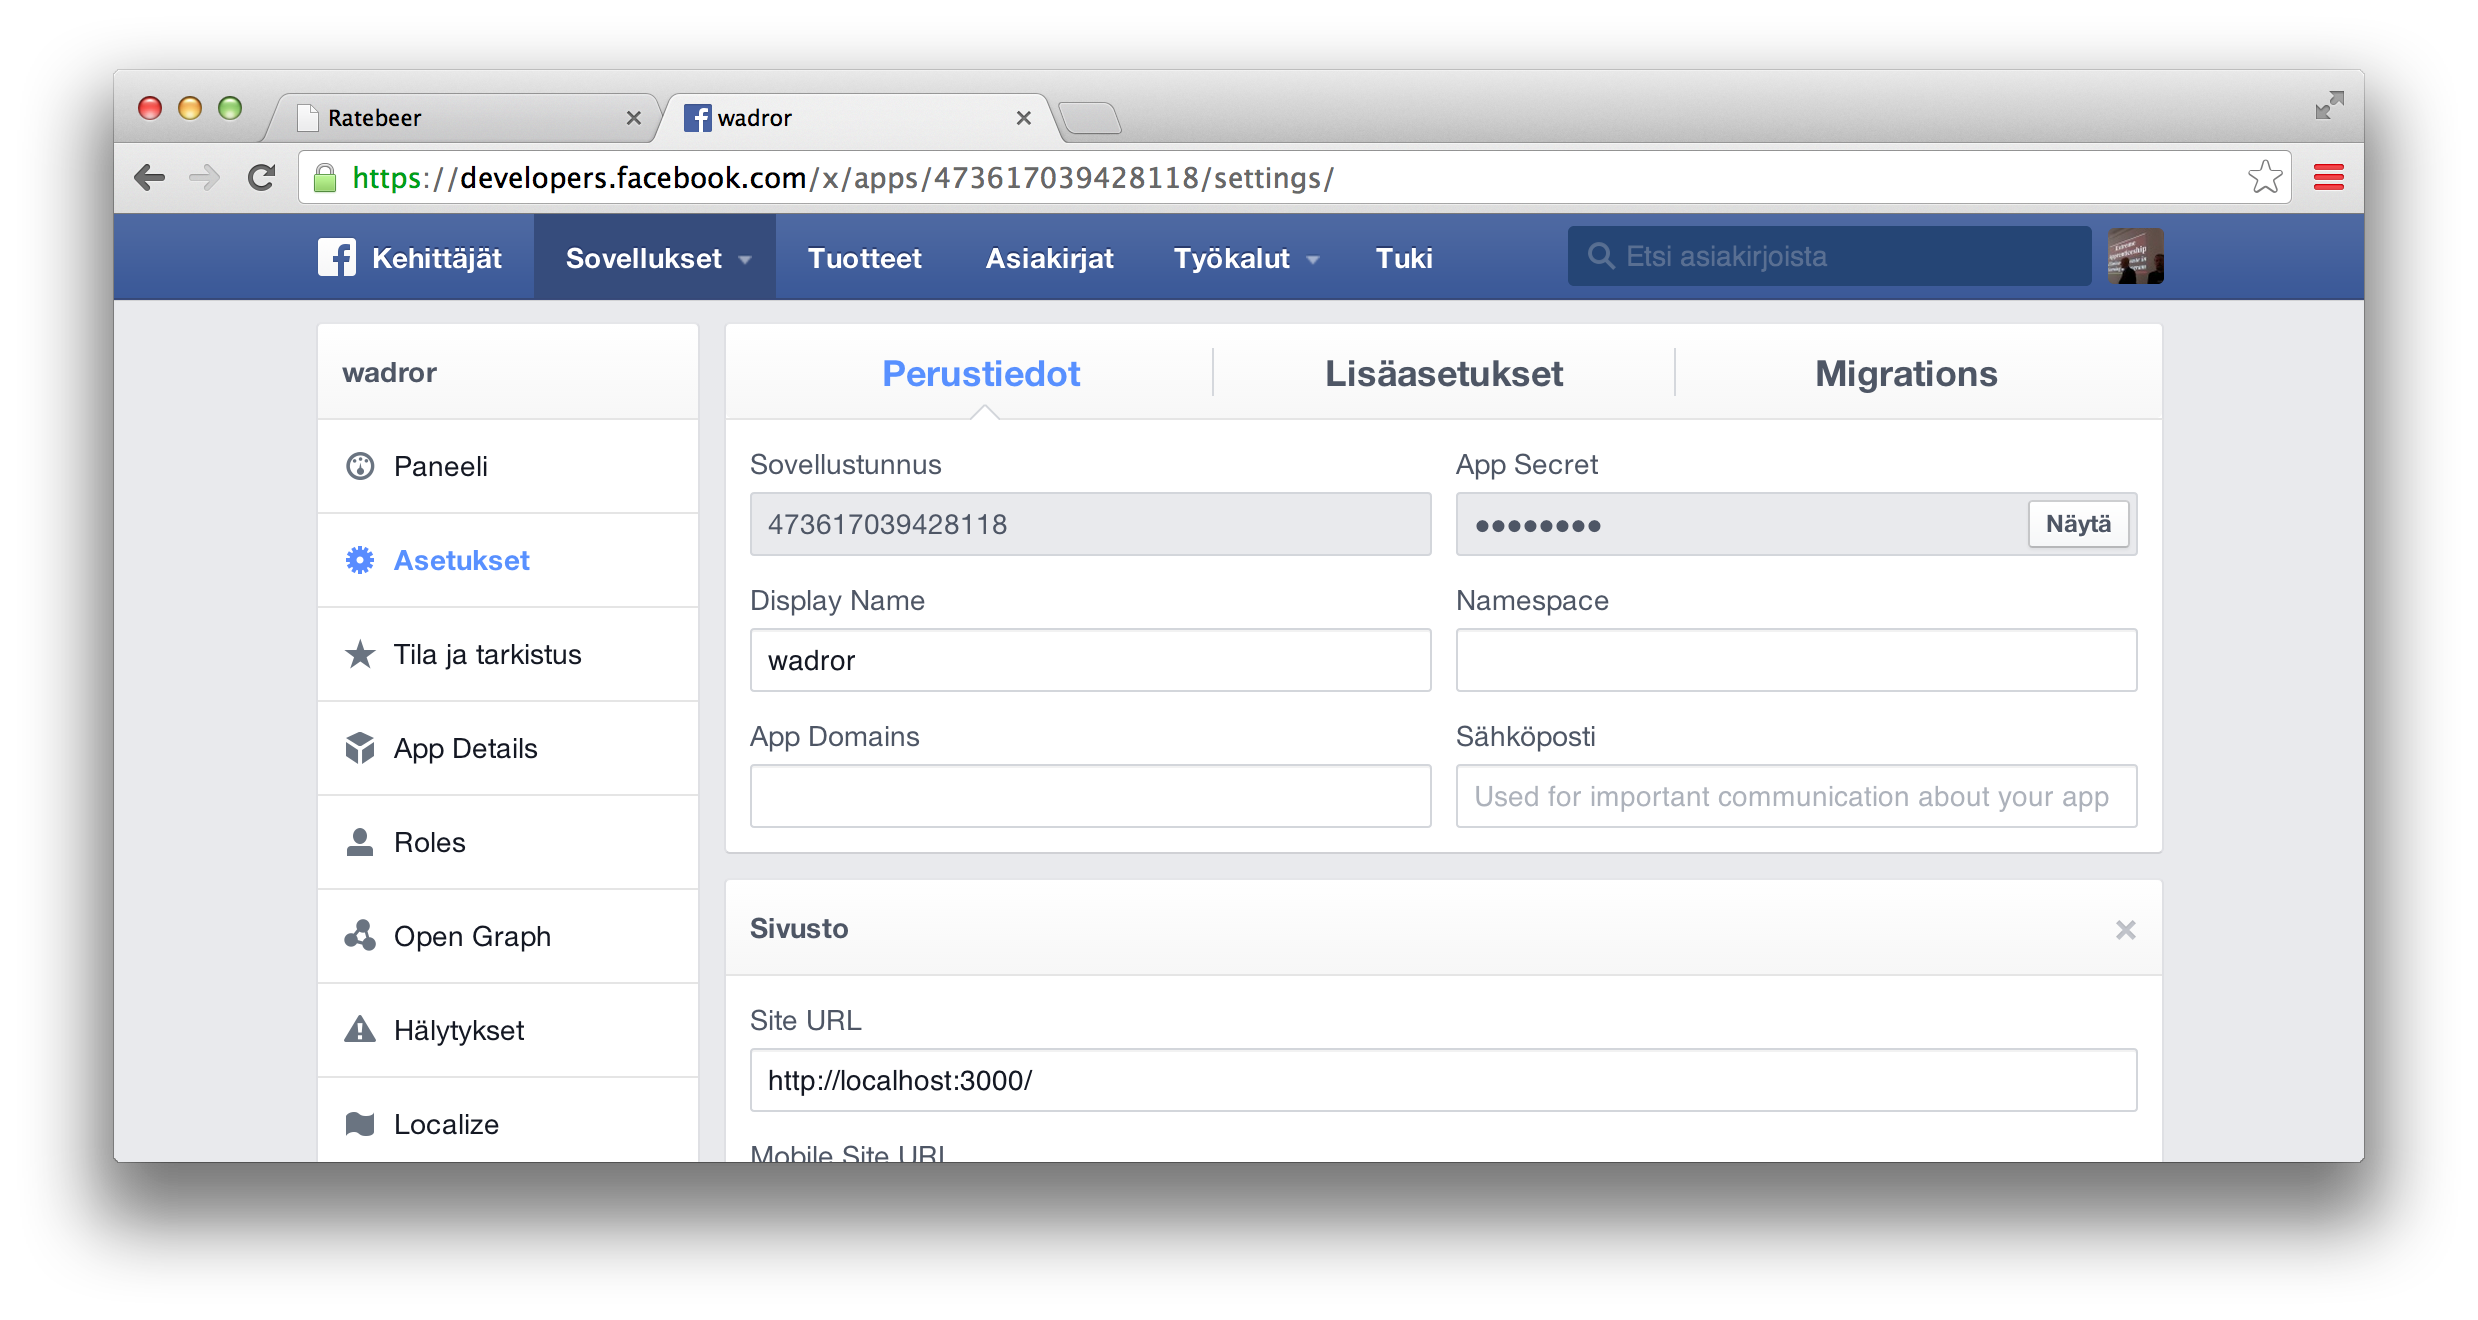 Ratebeer
wadror
https://developers.facebook.com/x/apps/473617039428118/settings/
Kehittäjät Sovellukset Tuotteet Asiakirjat Työkalut Tuki Etsi asiakirjoista
wadror
Paneeli
Asetukset
Tila ja tarkistus
App Details
Roles
Open Graph
Hälytykset
Localize
Perustiedot Lisäasetukset Migrations
Sovellustunnus App Secret
473617039428118 •••••••• Näytä
Display Name Namespace
wadror
App Domains Sähköposti
Used for important communication about your app
Sivusto
Site URL
http://localhost:3000/
Mobile Site URL